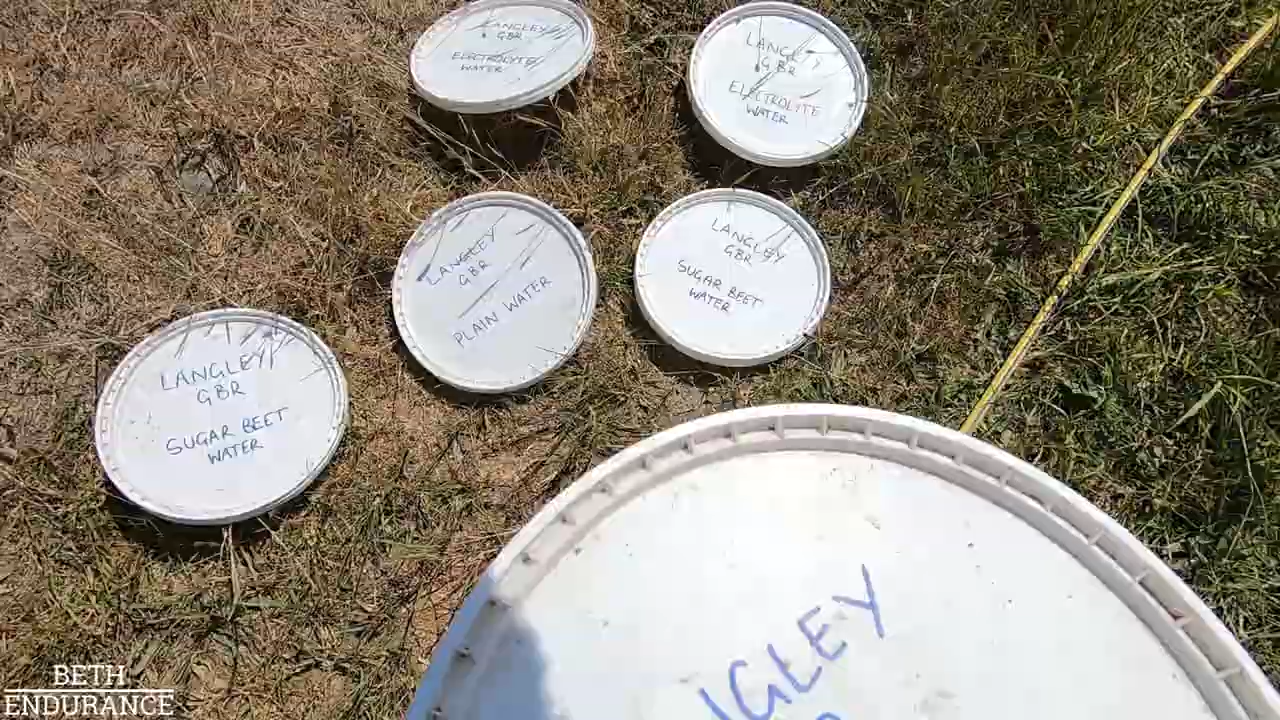 LANGLEY
GBR
ELECTROLYTE
WATER
LANGLEY
GBR
ELECTROLYTE
WATER
LANGLEY
GBR
PLAIN WATER
LANGLEY
GBR
SUGAR BEET
WATER
LANGLEY
GBR
SUGAR BEET
WATER
NGLEY
BETH
ENDURANCE